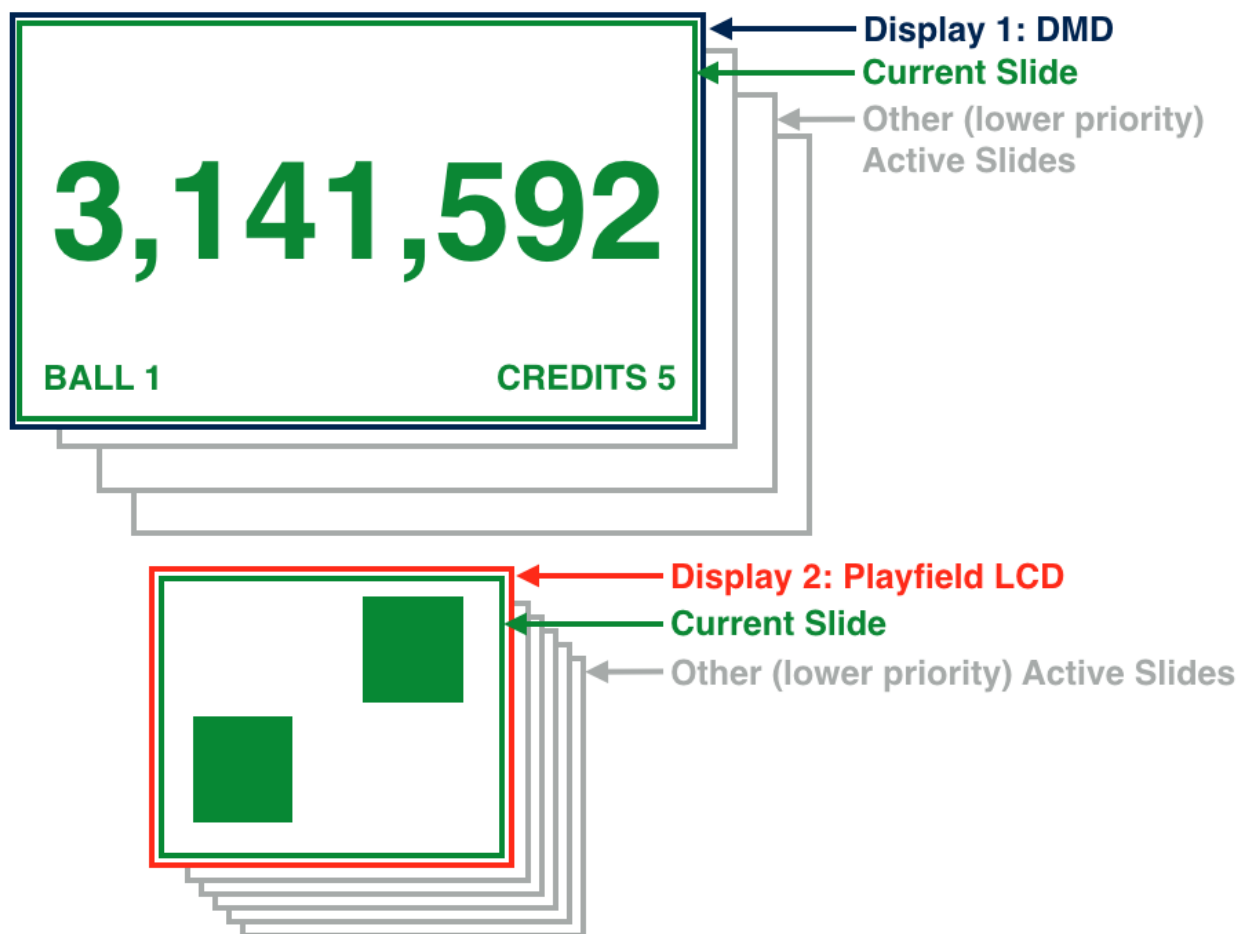 Display 1: DMD
Current Slide
Other (lower priority)
Active Slides
3,141,592
BALL 1 CREDITS 5
Display 2: Playfield LCD
Current Slide
Other (lower priority) Active Slides